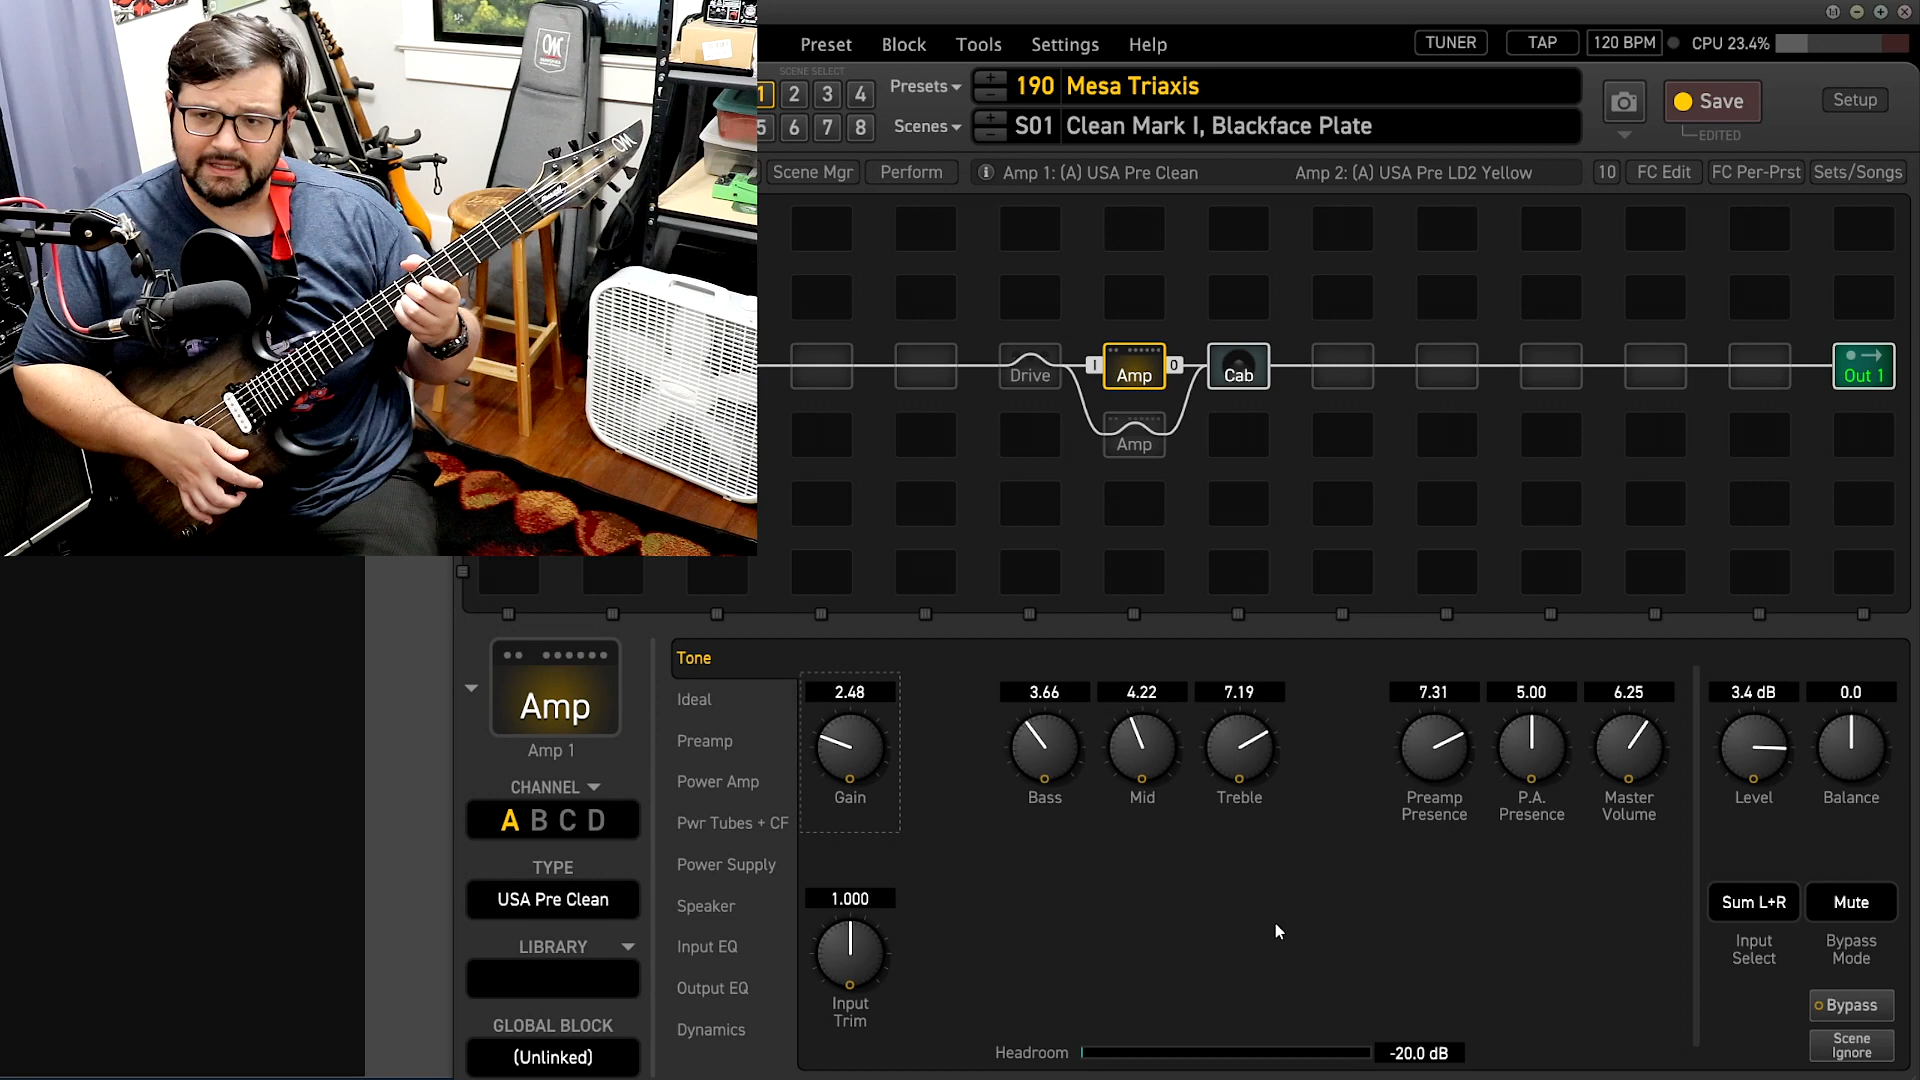 Preset Block Tools Settings Help TUNER TAP 120 BPM CPU 23.4%
SCENE SELECT
1 2 3 4 Presets 190 Mesa Triaxis Save Setup
EDITED
5 6 7 8 Scenes S01 Clean Mark I, Blackface Plate
Scene Mgr Perform Amp 1: (A) USA Pre Clean Amp 2: (A) USA Pre LD2 Yellow 10 FC Edit FC Per-Prst Sets/Songs
Drive I Amp O Cab Out 1
Amp
Amp
Amp 1
CHANNEL
A B C D
TYPE
USA Pre Clean
LIBRARY
GLOBAL BLOCK
(Unlinked)
Tone
Ideal
Preamp
Power Amp
Pwr Tubes + CF
Power Supply
Speaker
Input EQ
Output EQ
Dynamics
2.48 3.66 4.22 7.19 7.31 5.00 6.25 3.4 dB 0.0
Gain Bass Mid Treble Preamp Presence P.A. Presence Master Volume Level Balance
1.000
Input Trim
Sum L+R Mute
Input Select Bypass Mode
Bypass
Scene Ignore
Headroom -20.0 dB